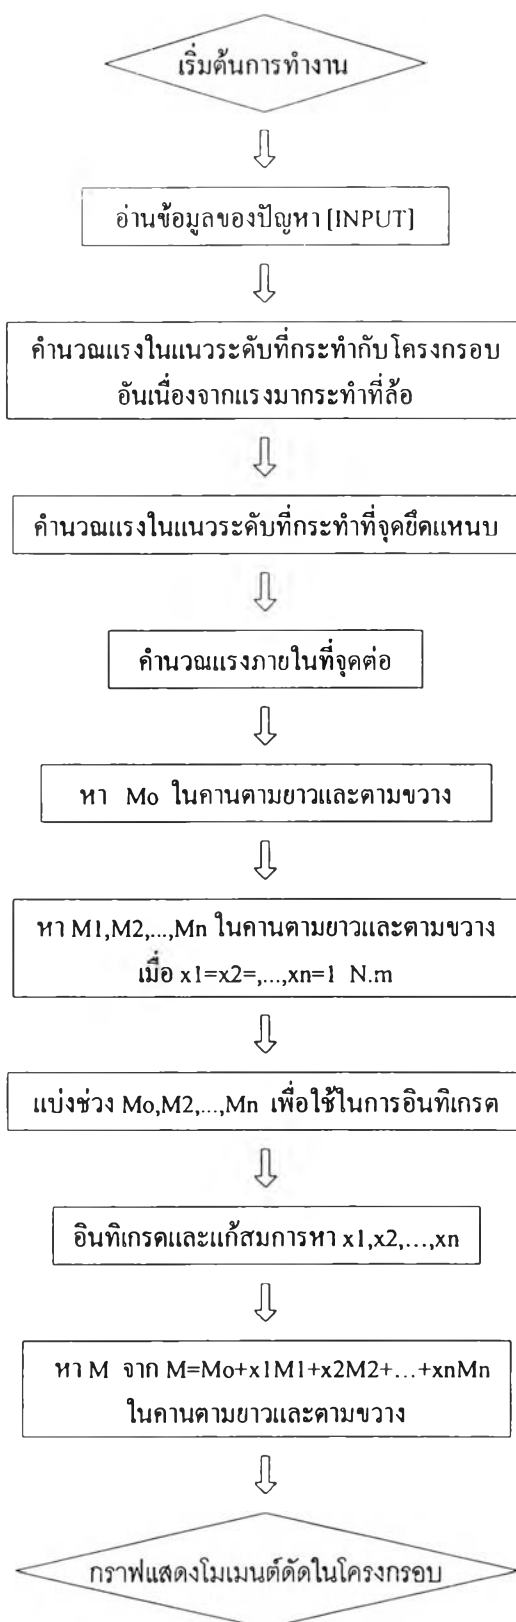 เริ่มต้นการทำงาน
อ่านข้อมูลของปัญหา [INPUT]
คำนวณแรงในแนวระดับที่กระทำกับโครงกรอบ
อันเนื่องจากแรงมากระทำที่ล้อ
คำนวณแรงในแนวระดับที่กระทำที่จุดยึดแหนบ
คำนวณแรงภายในที่จุดต่อ
หา Mo ในคานตามยาวและตามขวาง
หา M1,M2,...,Mn ในคานตามยาวและตามขวาง
เมื่อ x1=x2=,...,xn=1 N.m
แบ่งช่วง Mo,M2,...,Mn เพื่อใช้ในการอินทิเกรต
อินทิเกรตและแก้สมการหา x1,x2,...,xn
หา M จาก M=Mo+x1M1+x2M2+...+xnMn
ในคานตามยาวและตามขวาง
กราฟแสดงโมเมนต์ดัดในโครงกรอบ